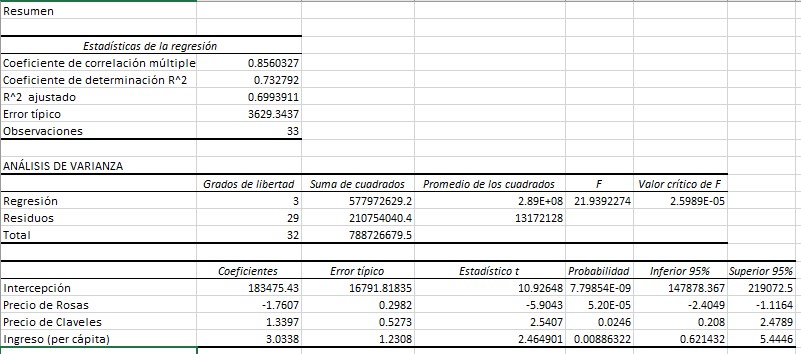 Resumen
Estadísticas de la regresión
Coeficiente de correlación múltiple 0.8560327
Coeficiente de determinación R^2 0.732792
R^2 ajustado 0.6993911
Error típico 3629.3437
Observaciones 33
ANÁLISIS DE VARIANZA
Grados de libertad Suma de cuadrados Promedio de los cuadrados F Valor crítico de F
Regresión 3 577972629.2 2.89E+08 21.9392274 2.5989E-05
Residuos 29 210754040.4 13172128
Total 32 788726679.5
Coeficientes Error típico Estadístico t Probabilidad Inferior 95% Superior 95%
Intercepción 183475.43 16791.81835 10.92648 7.79854E-09 147878.367 219072.5
Precio de Rosas -1.7607 0.2982 -5.9043 5.20E-05 -2.4049 -1.1164
Precio de Claveles 1.3397 0.5273 2.5407 0.0246 0.208 2.4789
Ingreso (per cápita) 3.0338 1.2308 2.464901 0.00886322 0.621432 5.4446